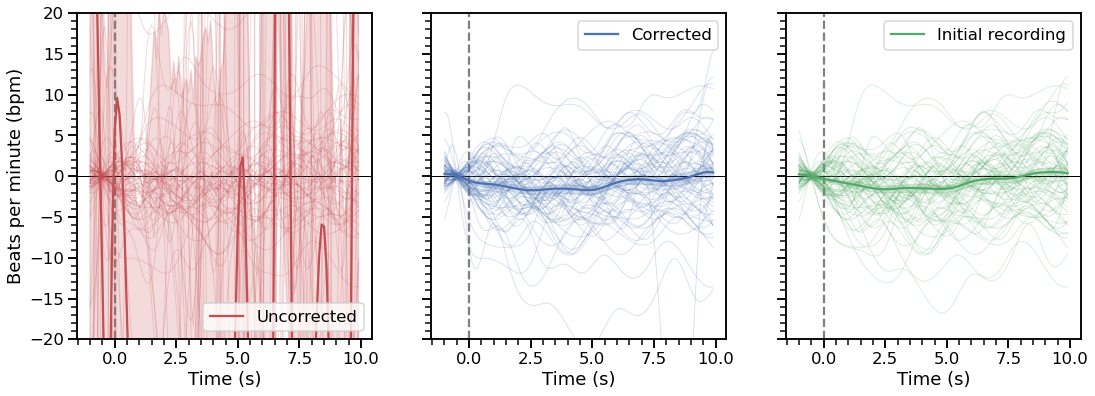 Beats per minute (bpm)
20
15
10
5
0
−5
−10
−15
−20
Uncorrected
0.0 2.5 5.0 7.5 10.0
Time (s)
Corrected
0.0 2.5 5.0 7.5 10.0
Time (s)
Initial recording
0.0 2.5 5.0 7.5 10.0
Time (s)